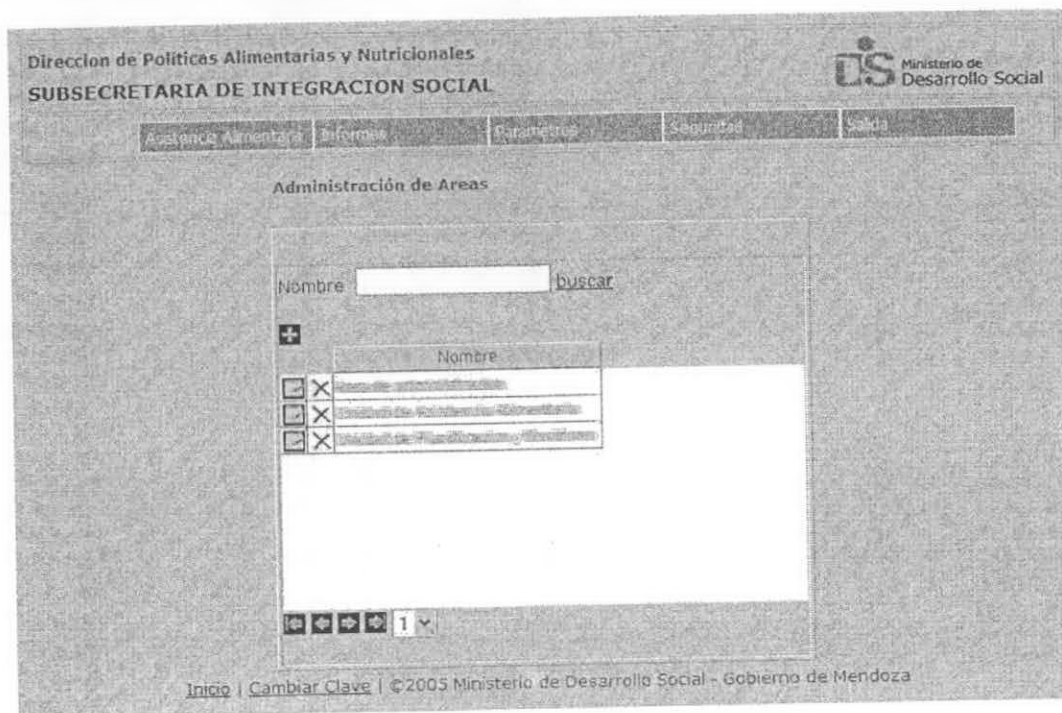 Direccion de Politicas Alimentarias y Nutricionales
SUBSECRETARIA DE INTEGRACION SOCIAL
DS Ministerio de
Desarrollo Social
Asistencia Alimentaria Informes Parametros Seguridad Salida
Administración de Areas
Nombre buscar
Nombre
1
Inicio | Cambiar Clave | ©2005 Ministerio de Desarrollo Social - Gobierno de Mendoza